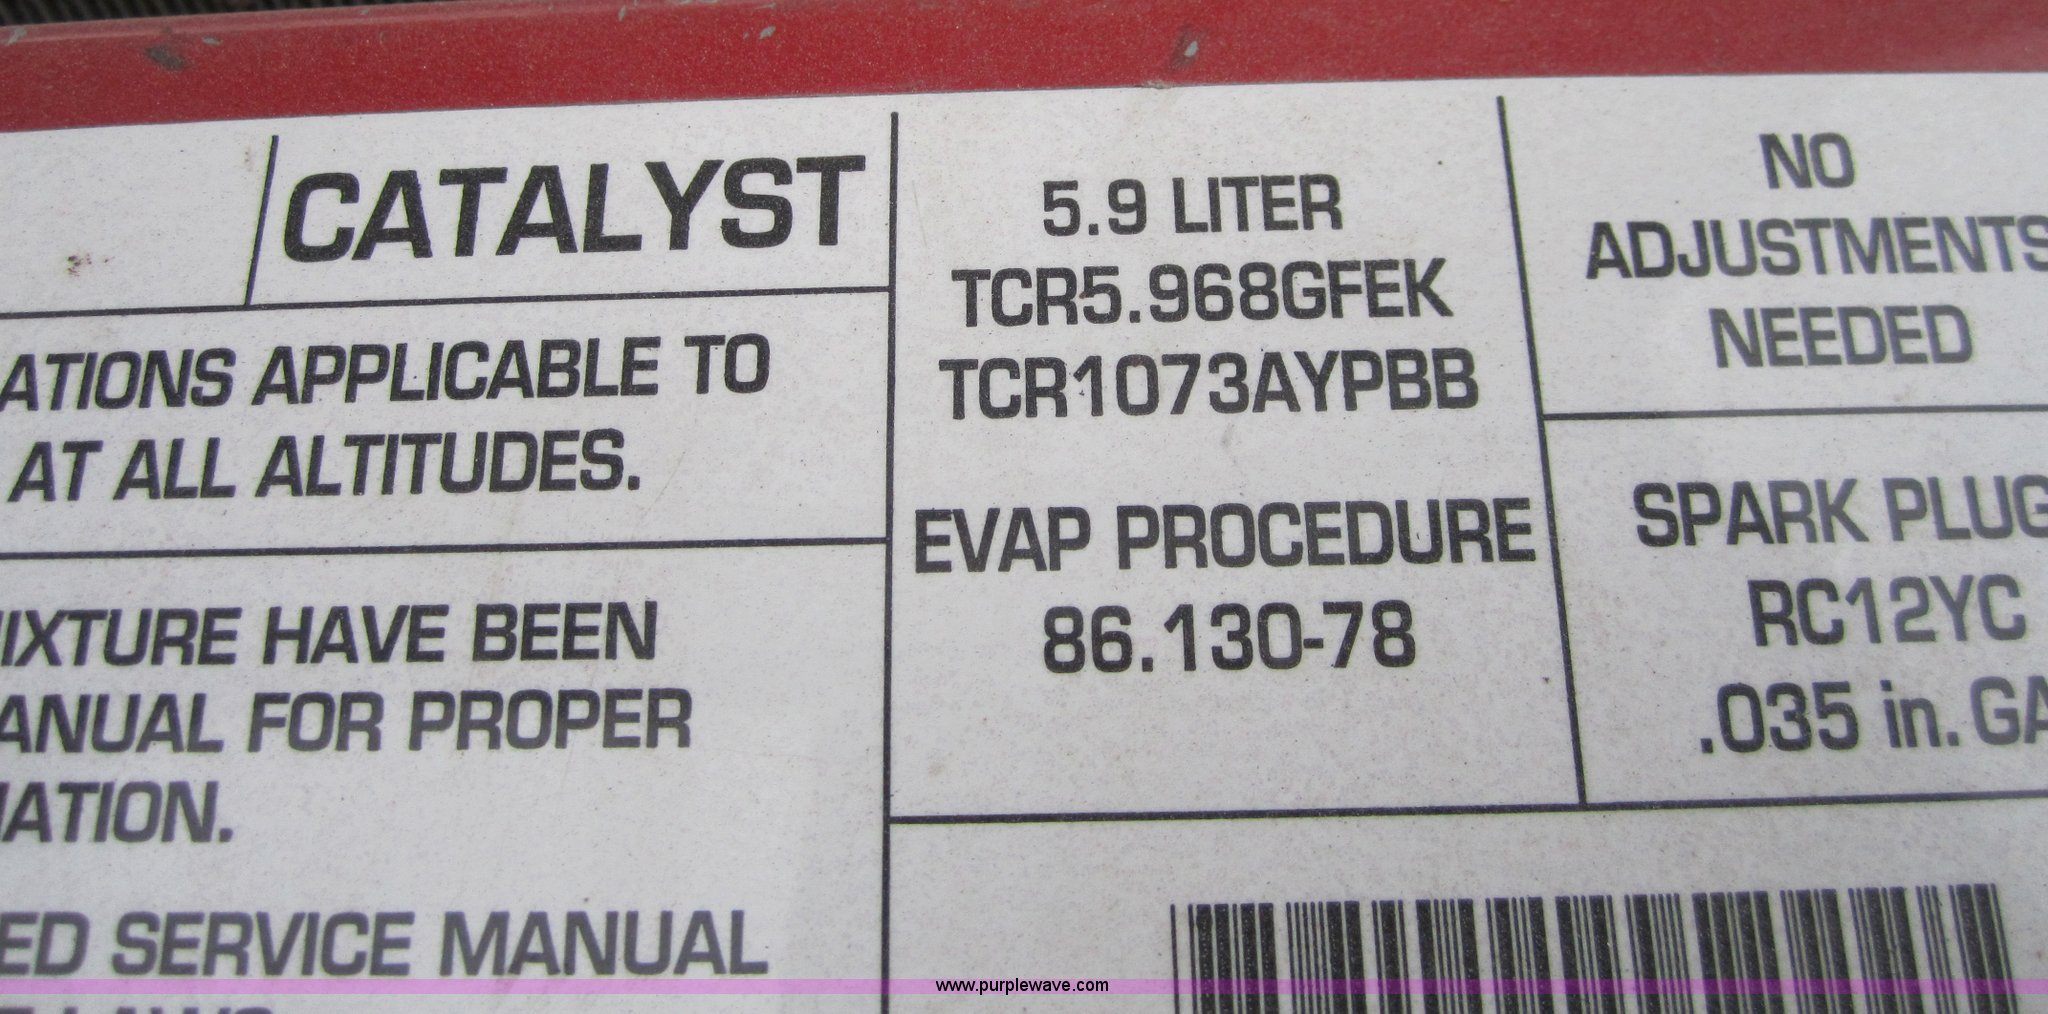 CATALYST
ATIONS APPLICABLE TO
AT ALL ALTITUDES.
IXTURE HAVE BEEN
ANUAL FOR PROPER
ATION.
ED SERVICE MANUAL
5.9 LITER
TCR5.968GFEK
TCR1073AYPBB
EVAP PROCEDURE
86.130-78
NO
ADJUSTMENTS
NEEDED
SPARK PLUG
RC12YC
.035 in. GA
www.purplewave.com